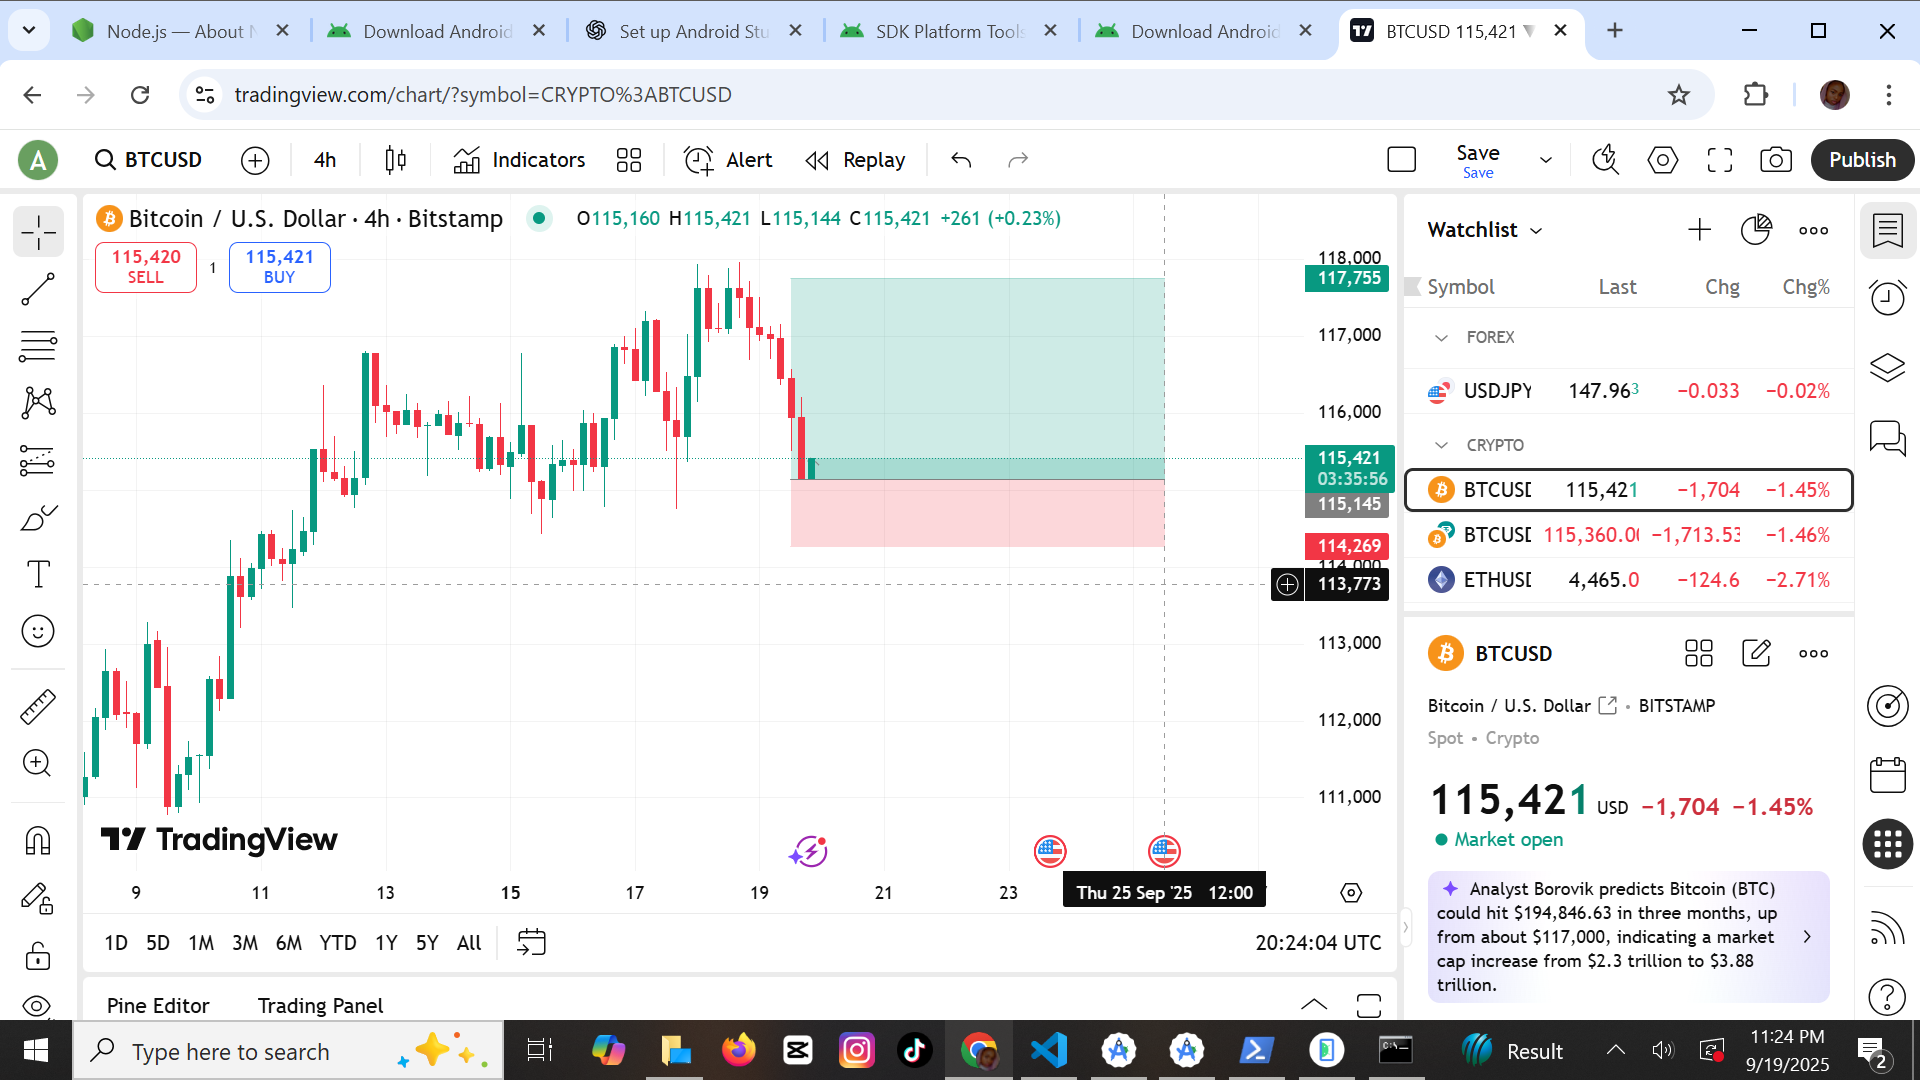 Node.js — About N
Download Android
Set up Android Stu
SDK Platform Tools
Download Android
BTCUSD 115,421 ▼
tradingview.com/chart/?symbol=CRYPTO%3ABTCUSD
A
BTCUSD
4h
Indicators
Alert
Replay
Save
Save
Publish
Bitcoin / U.S. Dollar · 4h · Bitstamp
O115,160 H115,421 L115,144 C115,421 +261 (+0.23%)
115,420
SELL
1
115,421
BUY
118,000
117,755
117,000
116,000
115,421
03:35:56
115,145
114,269
114,000
113,773
113,000
112,000
111,000
TradingView
9 11 13 15 17 19 21 23
Thu 25 Sep '25 12:00
1D 5D 1M 3M 6M YTD 1Y 5Y All
20:24:04 UTC
Pine Editor
Trading Panel
Watchlist
Symbol Last Chg Chg%
FOREX
USDJPY 147.963 −0.033 −0.02%
CRYPTO
BTCUSD 115,421 −1,704 −1.45%
BTCUSD 115,360.00 −1,713.53 −1.46%
ETHUSD 4,465.0 −124.6 −2.71%
BTCUSD
Bitcoin / U.S. Dollar • BITSTAMP
Spot • Crypto
115,421 USD −1,704 −1.45%
Market open
Analyst Borovik predicts Bitcoin (BTC)
could hit $194,846.63 in three months, up
from about $117,000, indicating a market
cap increase from $2.3 trillion to $3.88
trillion.
Type here to search
Result
11:24 PM
9/19/2025
2